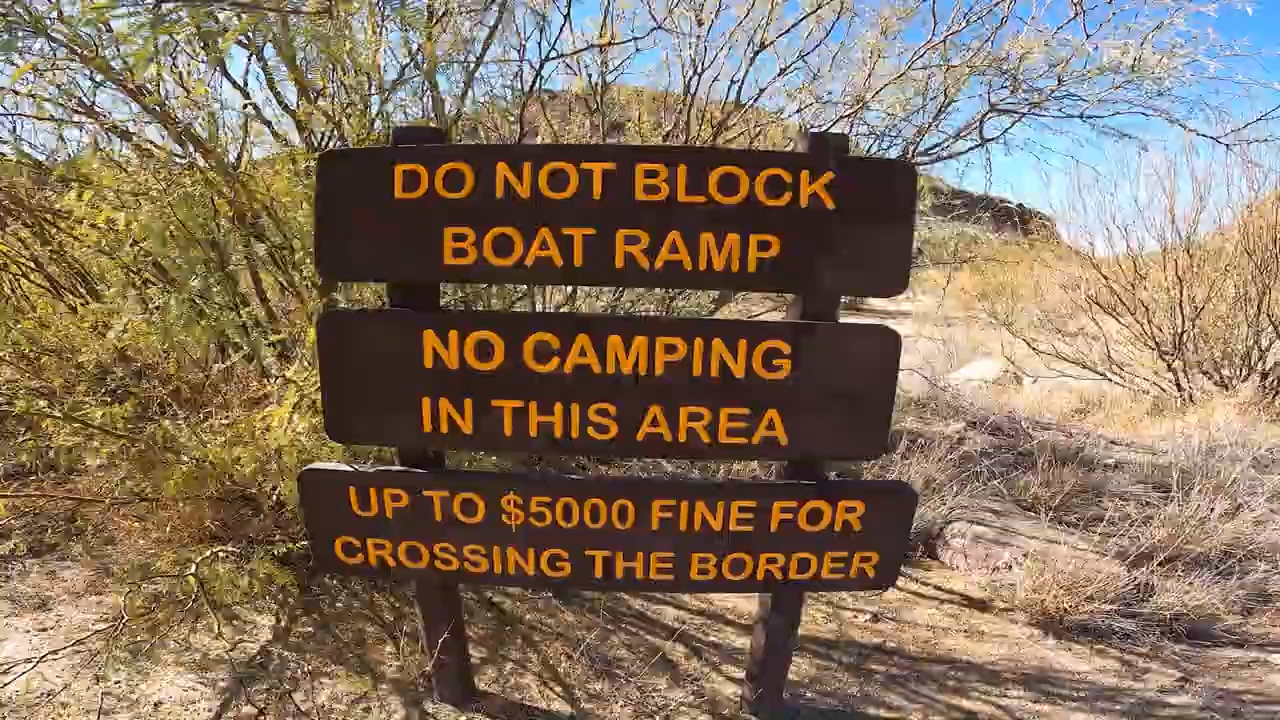 DO NOT BLOCK
BOAT RAMP
NO CAMPING
IN THIS AREA
UP TO $5000 FINE FOR
CROSSING THE BORDER